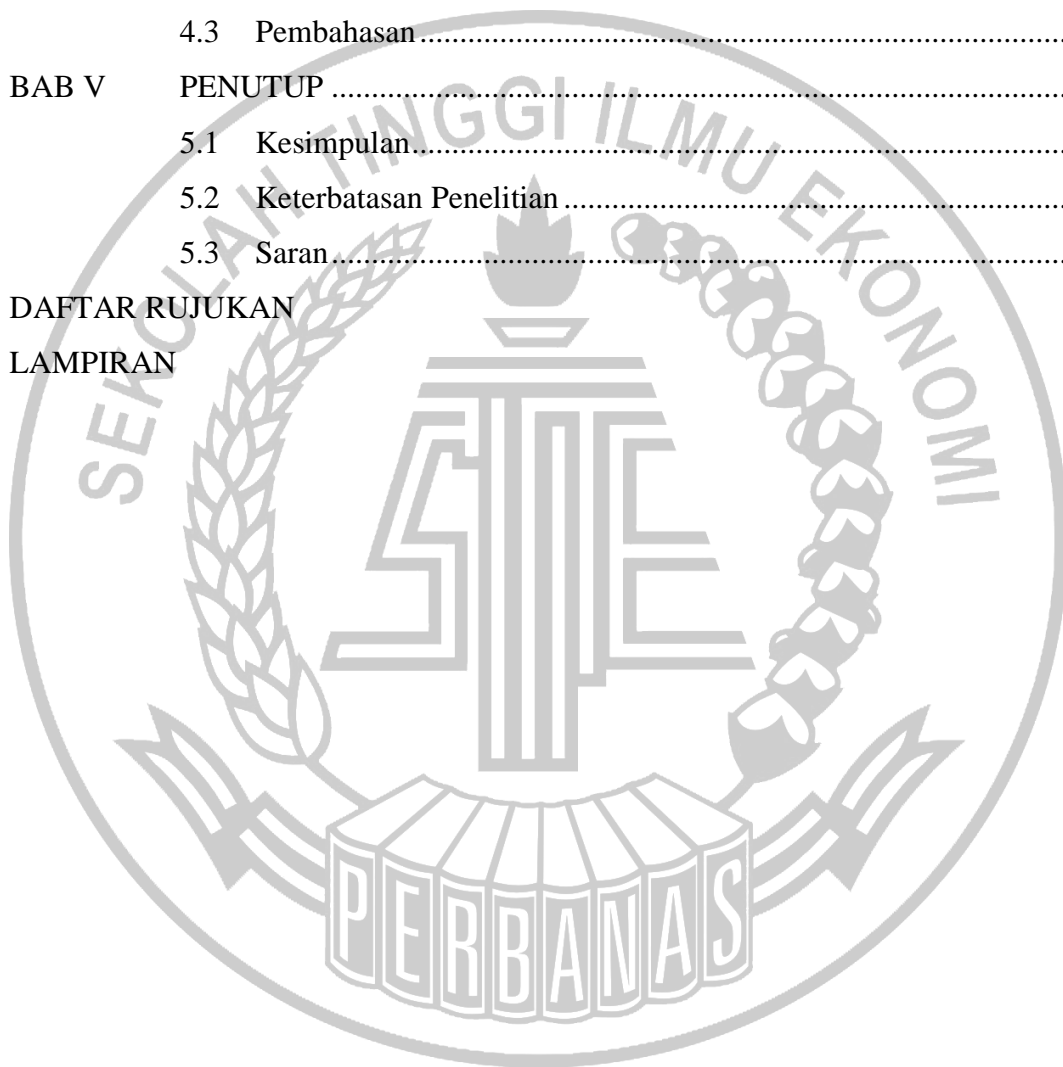 4.3 Pembahasan ........................................................................................
BAB V PENUTUP ........................................................................................
5.1 Kesimpulan ........................................................................................
5.2 Keterbatasan Penelitian ........................................................................................
5.3 Saran ........................................................................................
DAFTAR RUJUKAN
LAMPIRAN
SEKOLAH TINGGI ILMU EKONOMI
STIE
PERBANAS